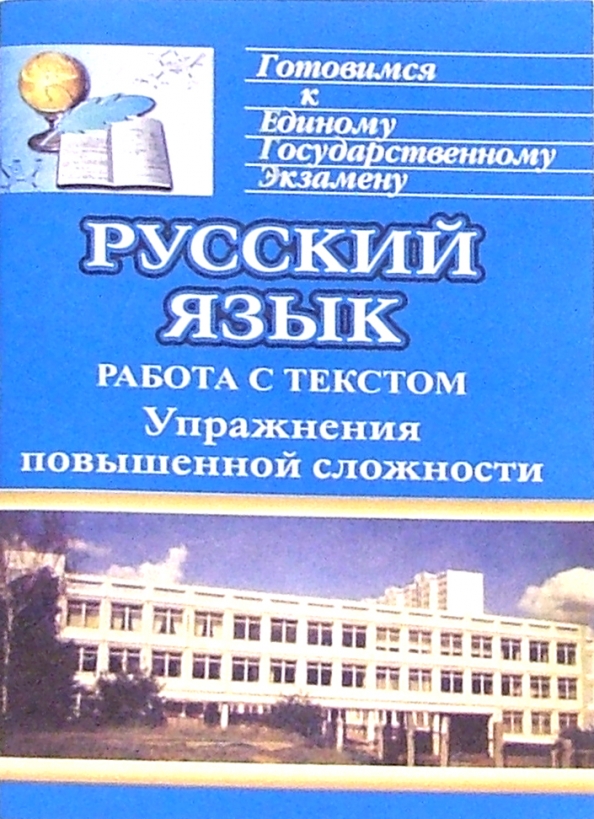 Готовимся
к
Единому
Государственному
Экзамену
РУССКИЙ
ЯЗЫК
РАБОТА С ТЕКСТОМ
Упражнения
повышенной сложности